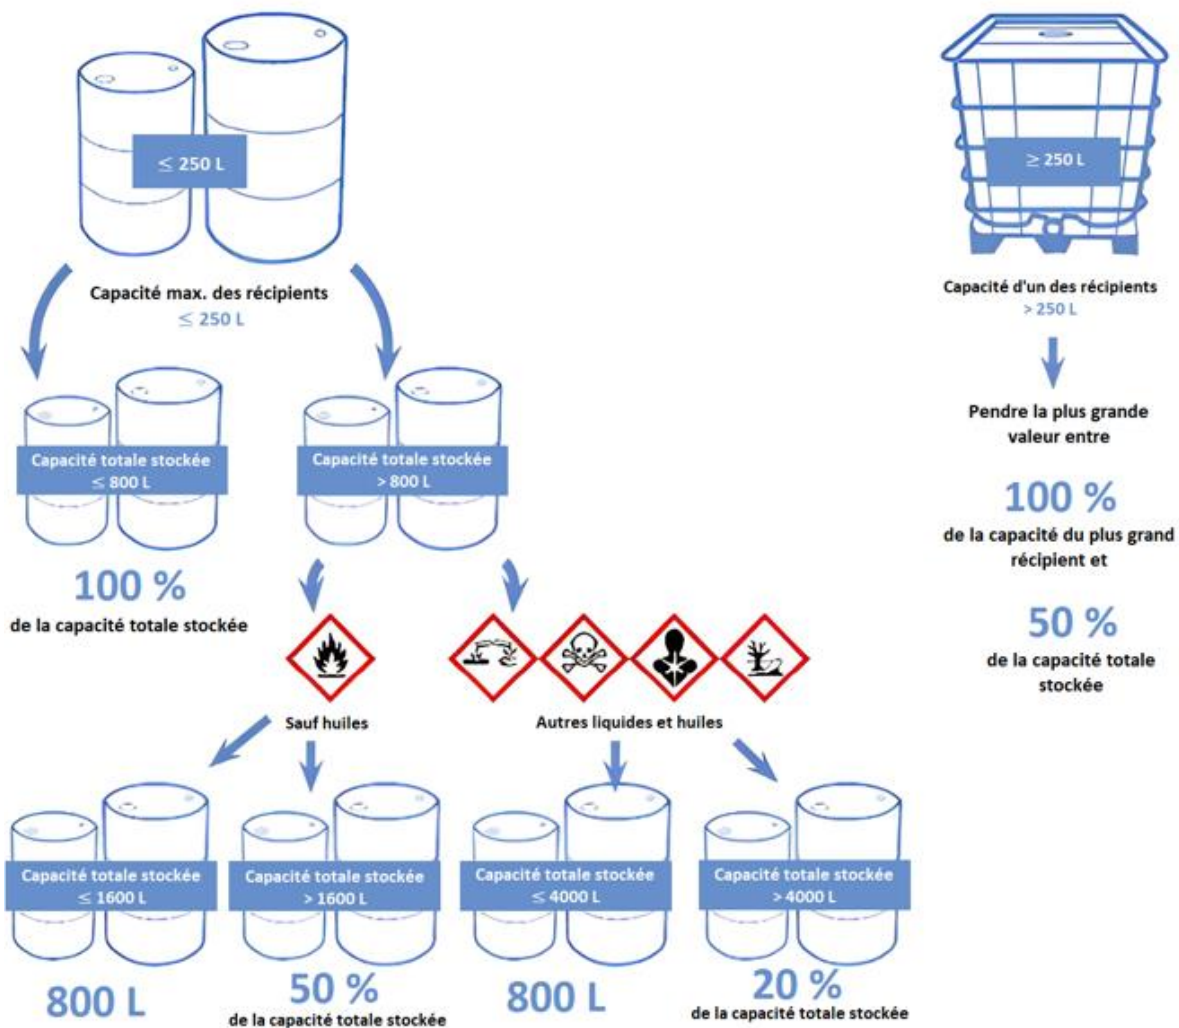 ≤ 250 L
≥ 250 L
Capacité max. des récipients
≤ 250 L
Capacité d'un des récipients
> 250 L
Pendre la plus grande
valeur entre
100 %
de la capacité du plus grand
récipient et
50 %
de la capacité totale
stockée
Capacité totale stockée
≤ 800 L
Capacité totale stockée
> 800 L
100 %
de la capacité totale stockée
Sauf huiles
Autres liquides et huiles
Capacité totale stockée
≤ 1600 L
Capacité totale stockée
> 1600 L
Capacité totale stockée
≤ 4000 L
Capacité totale stockée
> 4000 L
800 L
50 %
de la capacité totale stockée
800 L
20 %
de la capacité totale stockée